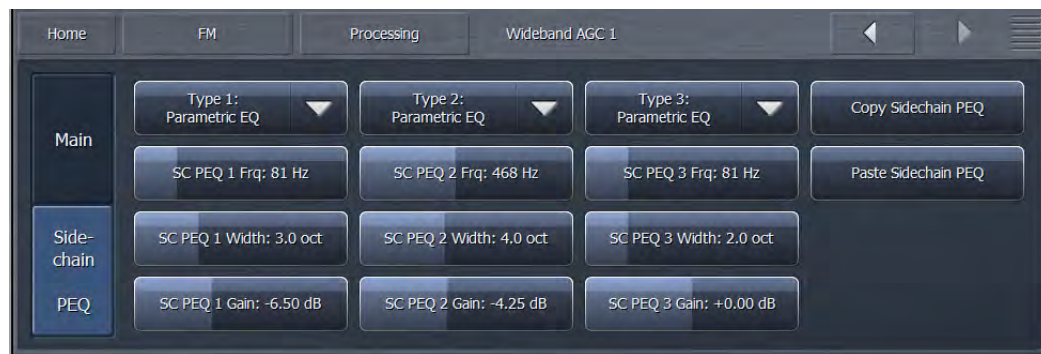 Home
FM
Processing
Wideband AGC 1
Main
Side-
chain
PEQ
Type 1:
Parametric EQ
Type 2:
Parametric EQ
Type 3:
Parametric EQ
Copy Sidechain PEQ
SC PEQ 1 Frq: 81 Hz
SC PEQ 2 Frq: 468 Hz
SC PEQ 3 Frq: 81 Hz
Paste Sidechain PEQ
SC PEQ 1 Width: 3.0 oct
SC PEQ 2 Width: 4.0 oct
SC PEQ 3 Width: 2.0 oct
SC PEQ 1 Gain: -6.50 dB
SC PEQ 2 Gain: -4.25 dB
SC PEQ 3 Gain: +0.00 dB